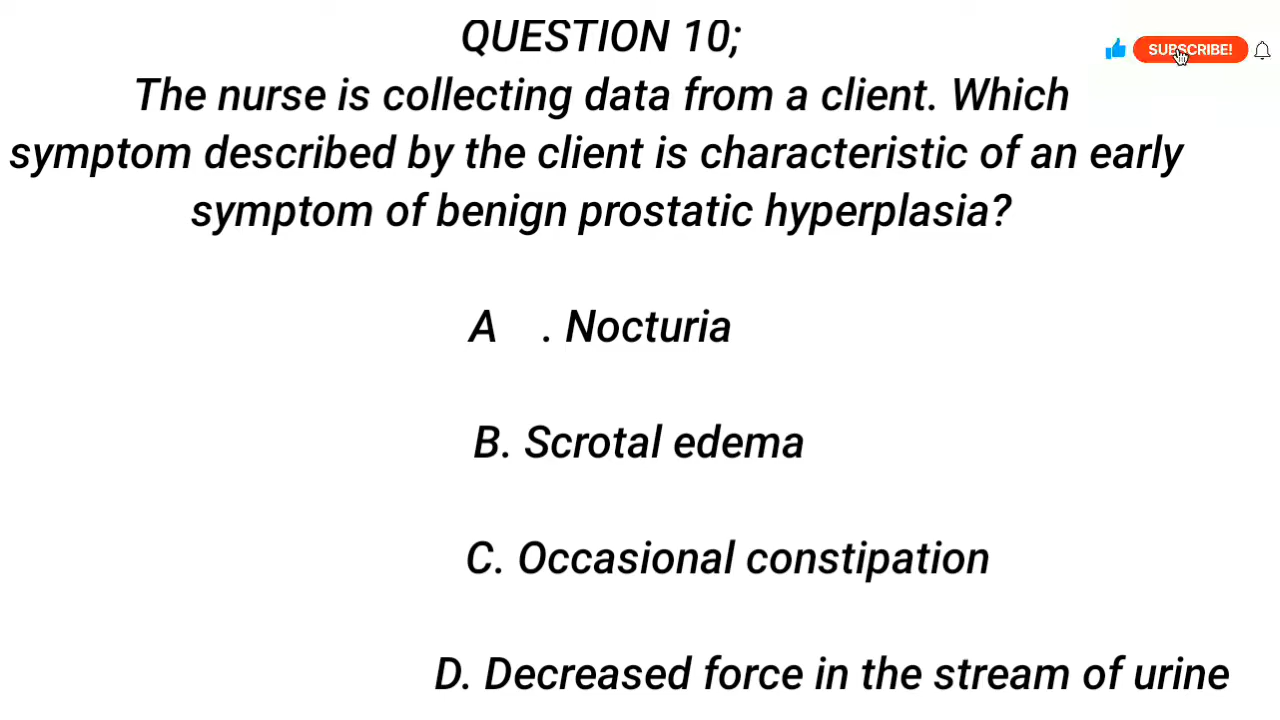 QUESTION 10;
SUBSCRIBE!
The nurse is collecting data from a client. Which
symptom described by the client is characteristic of an early
symptom of benign prostatic hyperplasia?
A . Nocturia
B. Scrotal edema
C. Occasional constipation
D. Decreased force in the stream of urine